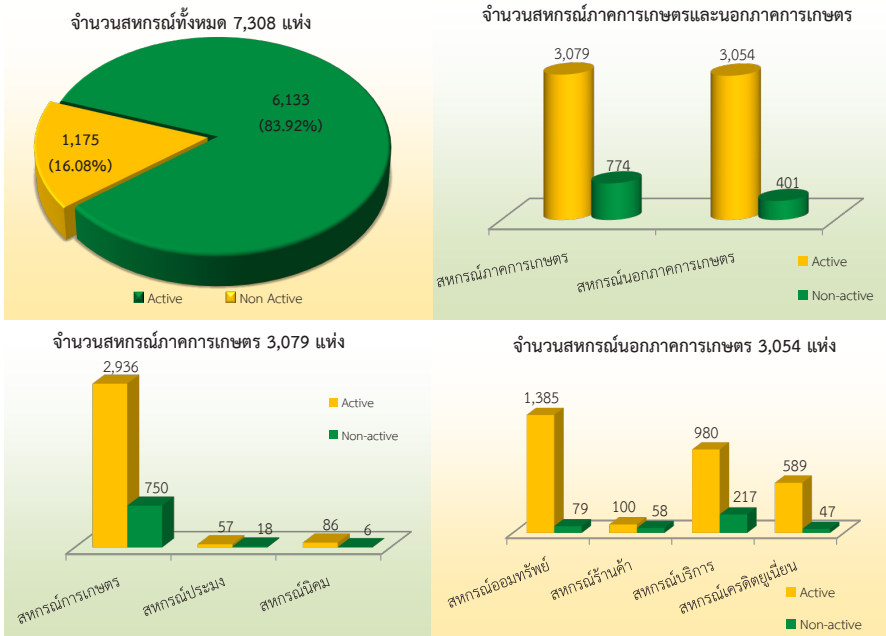 จำนวนสหกรณ์ทั้งหมด 7,308 แห่ง
6,133
(83.92%)
1,175
(16.08%)
Active
Non Active
จำนวนสหกรณ์ภาคการเกษตรและนอกภาคการเกษตร
3,079
774
3,054
401
สหกรณ์ภาคการเกษตร
สหกรณ์นอกภาคการเกษตร
Active
Non-active
จำนวนสหกรณ์ภาคการเกษตร 3,079 แห่ง
2,936
750
57
18
86
6
สหกรณ์การเกษตร
สหกรณ์ประมง
สหกรณ์นิคม
Active
Non-active
จำนวนสหกรณ์นอกภาคการเกษตร 3,054 แห่ง
1,385
79
100
58
980
217
589
47
สหกรณ์ออมทรัพย์
สหกรณ์ร้านค้า
สหกรณ์บริการ
สหกรณ์เครดิตยูเนี่ยน
Active
Non-active